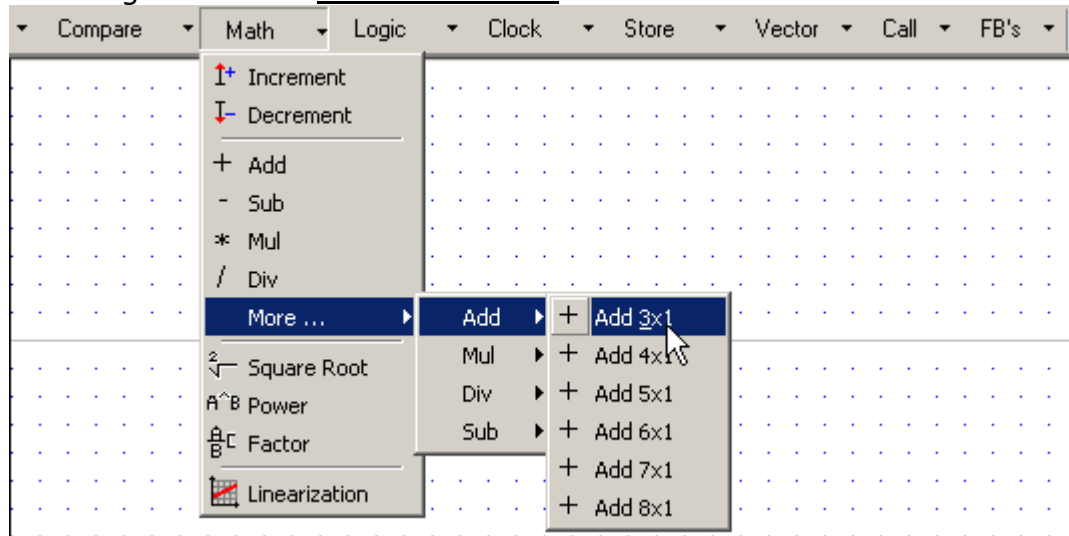 Compare Math Logic Clock Store Vector Call FB's
Increment
Decrement
+ Add
- Sub
* Mul
/ Div
More ...
Add
Mul
Div
Sub
+ Add 3x1
+ Add 4x1
+ Add 5x1
+ Add 6x1
+ Add 7x1
+ Add 8x1
2√ Square Root
A^B Power
A/B C Factor
Linearization